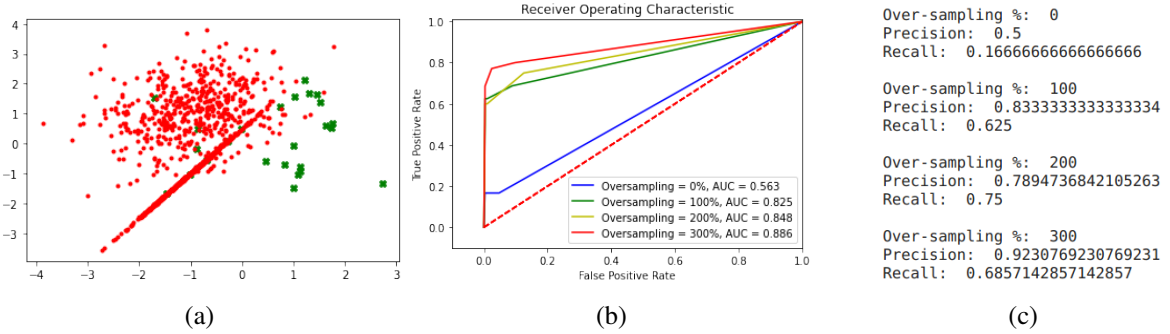 4
3
2
1
0
−1
−2
−3
−4 −3 −2 −1 0 1 2 3
(a)
Receiver Operating Characteristic
1.0
0.8
0.6
0.4
0.2
0.0
True Positive Rate
Oversampling = 0%, AUC = 0.563
Oversampling = 100%, AUC = 0.825
Oversampling = 200%, AUC = 0.848
Oversampling = 300%, AUC = 0.886
0.0 0.2 0.4 0.6 0.8 1.0
False Positive Rate
(b)
Over-sampling %: 0
Precision: 0.5
Recall: 0.16666666666666666
Over-sampling %: 100
Precision: 0.8333333333333334
Recall: 0.625
Over-sampling %: 200
Precision: 0.7894736842105263
Recall: 0.75
Over-sampling %: 300
Precision: 0.9230769230769231
Recall: 0.6857142857142857
(c)